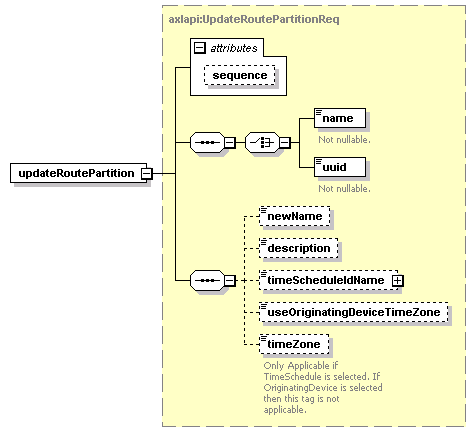 axlapi:UpdateRoutePartitionReq
attributes
sequence
name
Not nullable.
uuid
Not nullable.
updateRoutePartition
newName
description
timeScheduleIdName
useOriginatingDeviceTimeZone
timeZone
Only Applicable if
TimeSchedule is selected. If
OriginatingDevice is selected
then this tag is not
applicable.